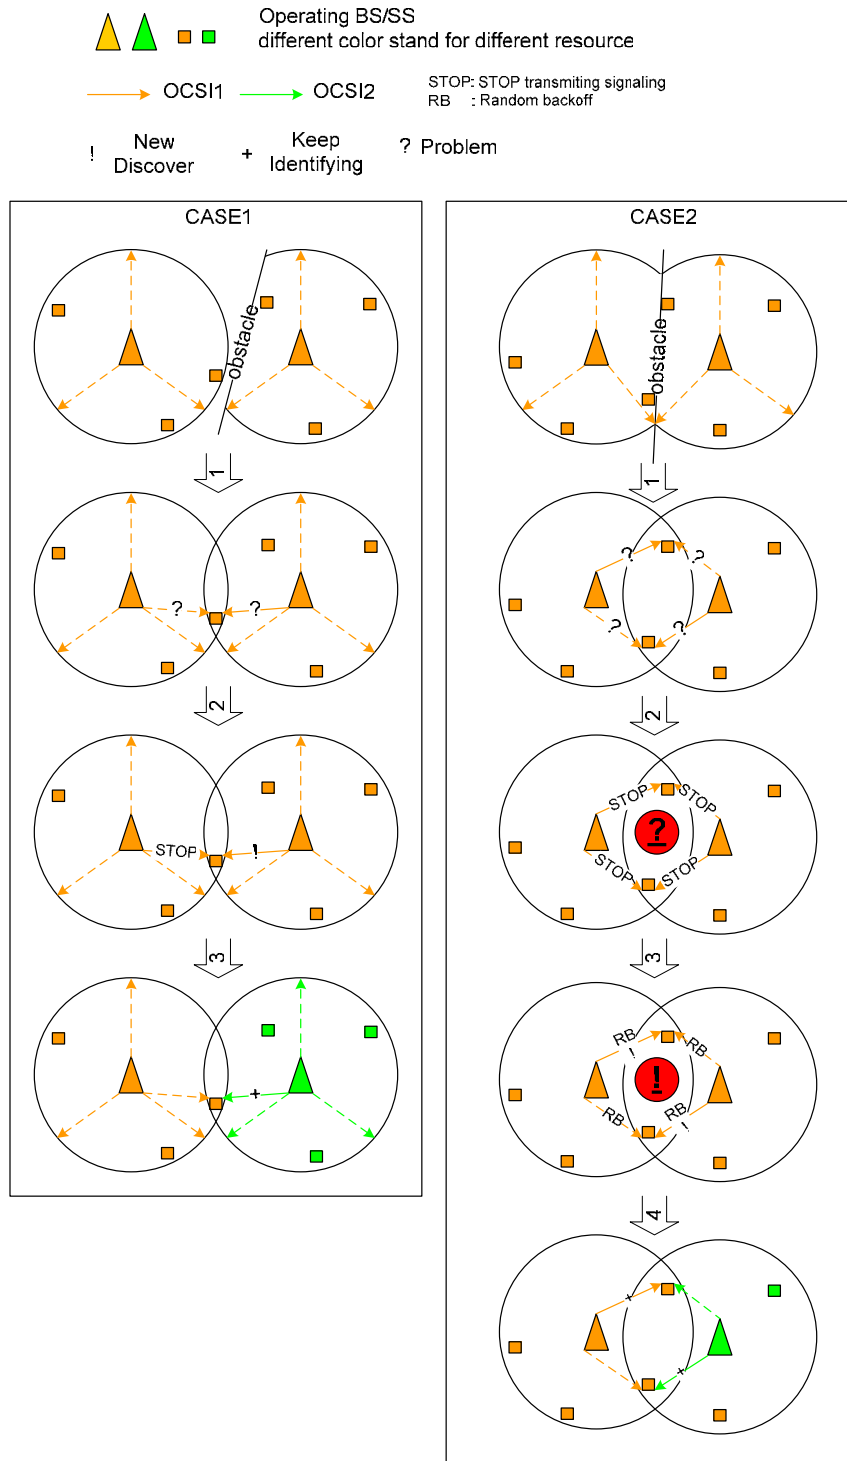 Operating BS/SS
different color stand for different resource
OCSI1
OCSI2
STOP: STOP transmiting signaling
RB : Random backoff
! New
Discover
+ Keep
Identifying
? Problem
CASE1
obstacle
1
? ?
2
STOP !
3
+
CASE2
obstacle
1
? ?
? ?
2
STOP STOP
?
STOP STOP
3
RB ! RB
!
RB RB !
4
+
+